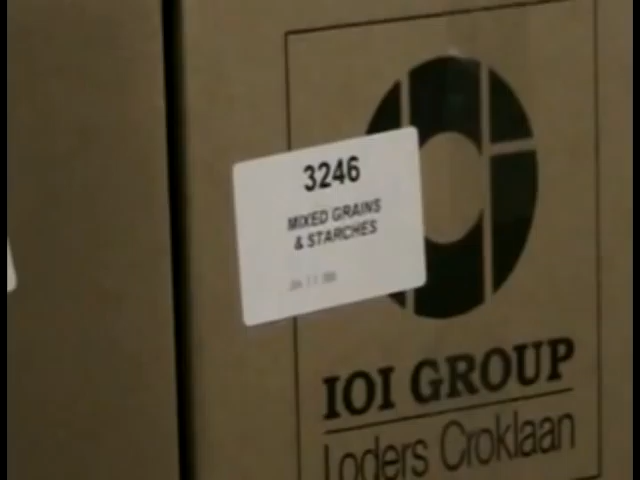 3246
MIXED GRAINS
& STARCHES
IOI GROUP
Loders Croklaan